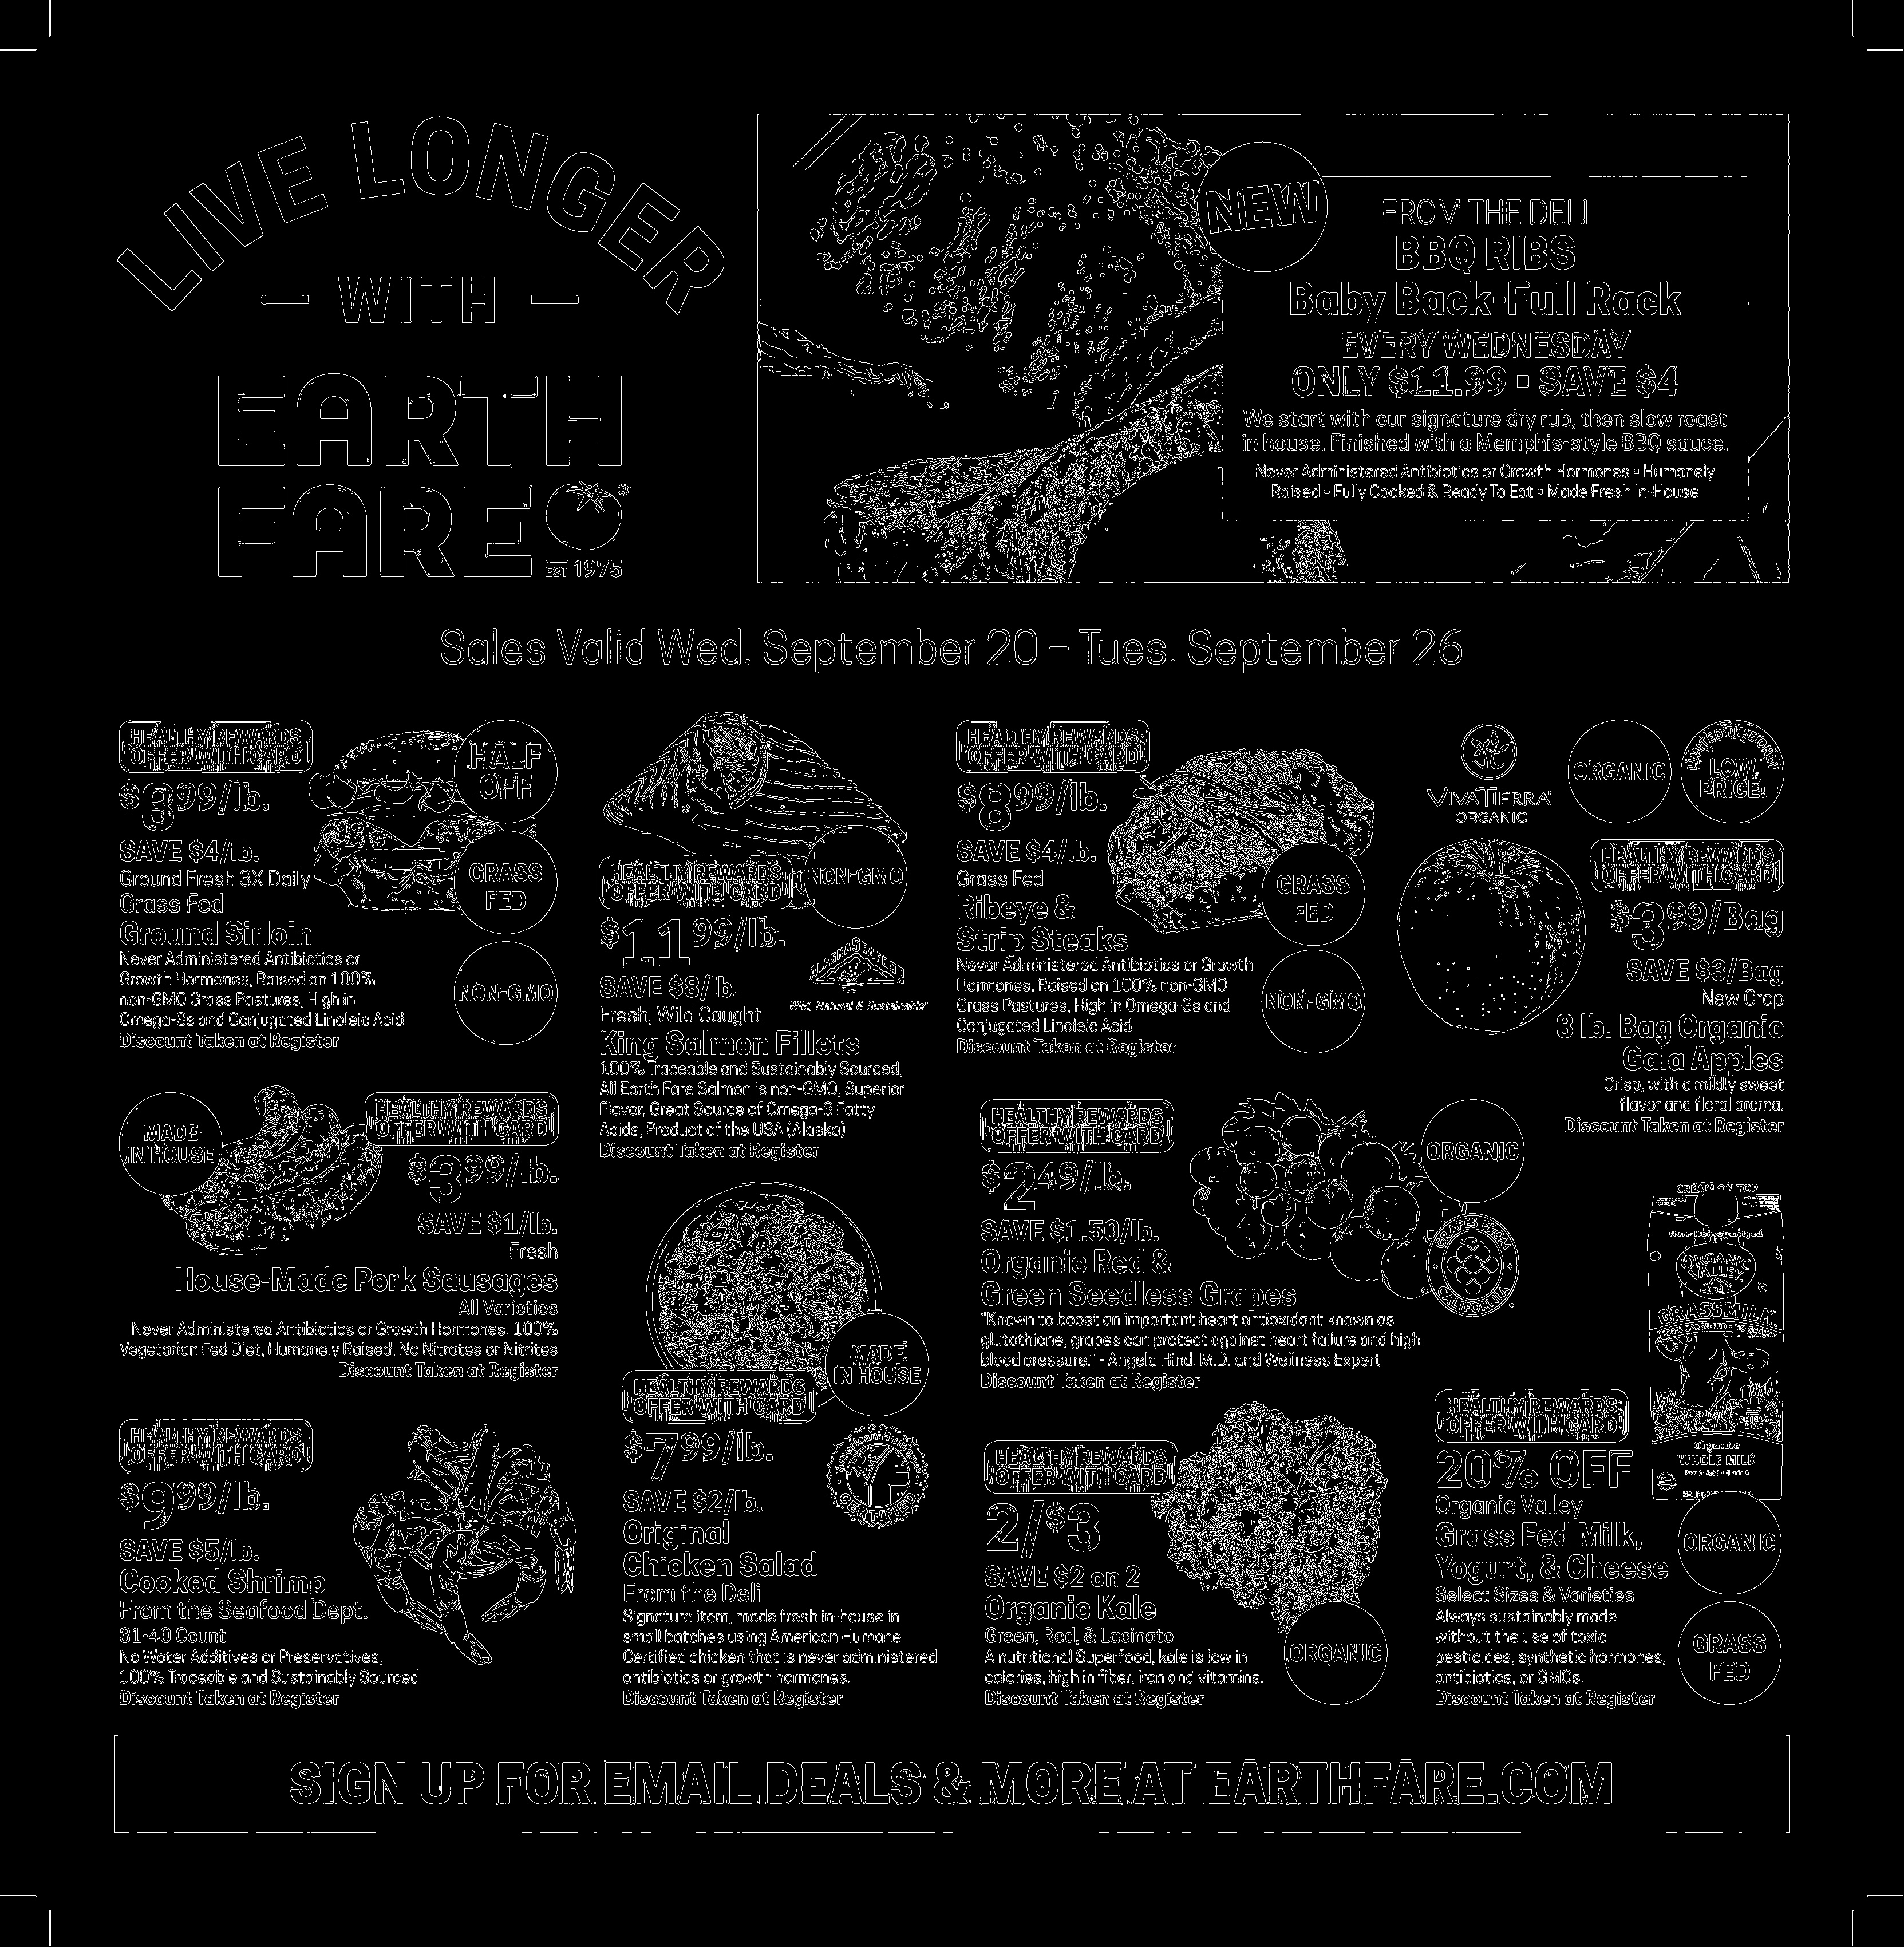 LIVE LONGER
WITH
EARTH
FARE
®
EST 1975
NEW
FROM THE DELI
BBQ RIBS
Baby Back-Full Rack
EVERY WEDNESDAY
ONLY $11.99 ▪ SAVE $4
We start with our signature dry rub, then slow roast
in house. Finished with a Memphis-style BBQ sauce.
Never Administered Antibiotics or Growth Hormones ▪ Humanely
Raised ▪ Fully Cooked & Ready To Eat ▪ Made Fresh In-House
Sales Valid Wed. September 20 – Tues. September 26
HEALTHY REWARDS
OFFER WITH CARD
HALF
OFF
$3 99/lb.
SAVE $4/lb.
Ground Fresh 3X Daily
Grass Fed
Ground Sirloin
Never Administered Antibiotics or
Growth Hormones, Raised on 100%
non-GMO Grass Pastures, High in
Omega-3s and Conjugated Linoleic Acid
Discount Taken at Register
GRASS
FED
NON-GMO
HEALTHY REWARDS
OFFER WITH CARD
NON-GMO
$11 99/lb.
SAVE $8/lb.
Fresh, Wild Caught
King Salmon Fillets
100% Traceable and Sustainably Sourced,
All Earth Fare Salmon is non-GMO, Superior
Flavor, Great Source of Omega-3 Fatty
Acids, Product of the USA (Alaska)
Discount Taken at Register
ALASKA SEAFOOD
Wild, Natural & Sustainable®
HEALTHY REWARDS
OFFER WITH CARD
$8 99/lb.
SAVE $4/lb.
Grass Fed
Ribeye &
Strip Steaks
Never Administered Antibiotics or Growth
Hormones, Raised on 100% non-GMO
Grass Pastures, High in Omega-3s and
Conjugated Linoleic Acid
Discount Taken at Register
GRASS
FED
NON-GMO
VIVATIERRA
ORGANIC
ORGANIC
LIMITED TIME ONLY
LOW
PRICE!
HEALTHY REWARDS
OFFER WITH CARD
$3 99/Bag
SAVE $3/Bag
New Crop
3 lb. Bag Organic
Gala Apples
Crisp, with a mildly sweet
flavor and floral aroma.
Discount Taken at Register
MADE
IN HOUSE
HEALTHY REWARDS
OFFER WITH CARD
$3 99/lb.
SAVE $1/lb.
Fresh
House-Made Pork Sausages
All Varieties
Never Administered Antibiotics or Growth Hormones, 100%
Vegetarian Fed Diet, Humanely Raised, No Nitrates or Nitrites
Discount Taken at Register
MADE
IN HOUSE
HEALTHY REWARDS
OFFER WITH CARD
$7 99/lb.
SAVE $2/lb.
Original
Chicken Salad
From the Deli
Signature item, made fresh in-house in
small batches using American Humane
Certified chicken that is never administered
antibiotics or growth hormones.
Discount Taken at Register
American Humane
CERTIFIED
HEALTHY REWARDS
OFFER WITH CARD
ORGANIC
$2 49/lb.
SAVE $1.50/lb.
Organic Red &
Green Seedless Grapes
"Known to boost an important heart antioxidant known as
glutathione, grapes can protect against heart failure and high
blood pressure." - Angela Hind, M.D. and Wellness Expert
Discount Taken at Register
GRAPES FROM
CALIFORNIA
HEALTHY REWARDS
OFFER WITH CARD
$9 99/lb.
SAVE $5/lb.
Cooked Shrimp
From the Seafood Dept.
31-40 Count
No Water Additives or Preservatives,
100% Traceable and Sustainably Sourced
Discount Taken at Register
HEALTHY REWARDS
OFFER WITH CARD
2/$3
SAVE $2 on 2
Organic Kale
Green, Red, & Lacinato
A nutritional Superfood, kale is low in
calories, high in fiber, iron and vitamins.
Discount Taken at Register
ORGANIC
CREAM ON TOP
Non-Homogenized
ORGANIC
VALLEY
GRASSMILK
100% GRASS-FED • NO GRAIN
Organic
WHOLE MILK
HEALTHY REWARDS
OFFER WITH CARD
20% OFF
Organic Valley
Grass Fed Milk,
Yogurt, & Cheese
Select Sizes & Varieties
Always sustainably made
without the use of toxic
pesticides, synthetic hormones,
antibiotics, or GMOs.
Discount Taken at Register
ORGANIC
GRASS
FED
SIGN UP FOR EMAIL DEALS & MORE AT EARTHFARE.COM